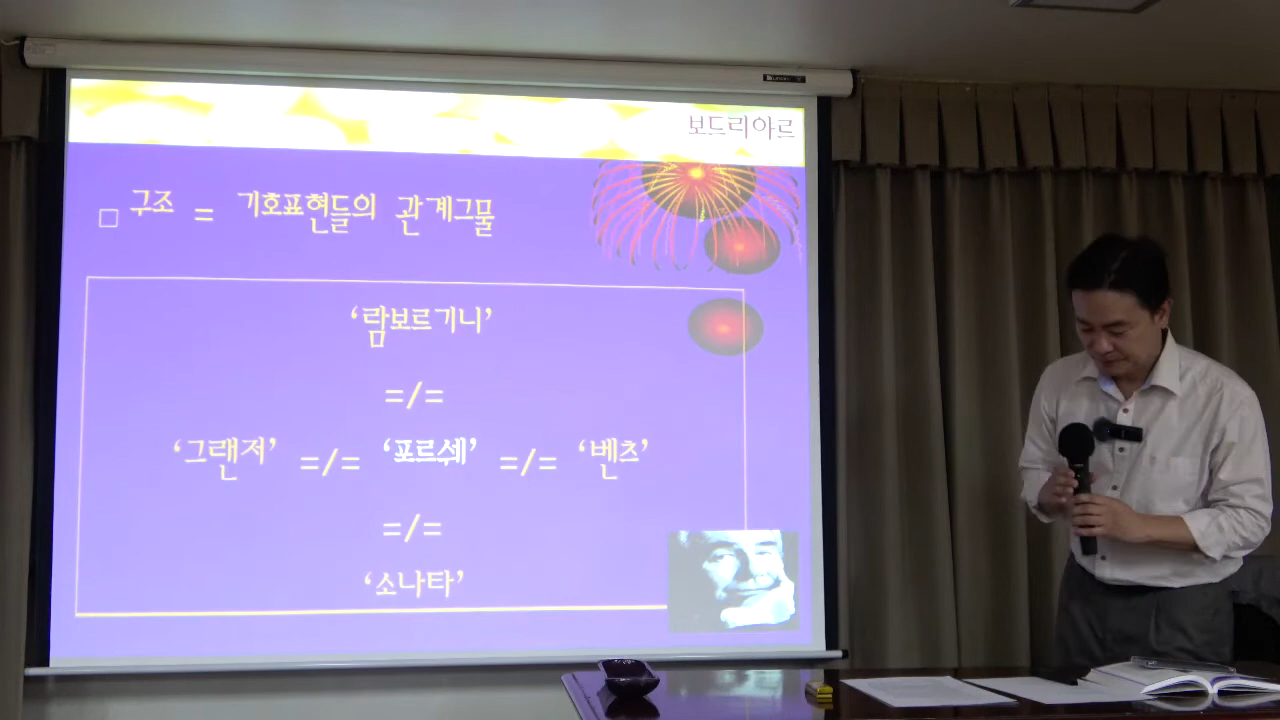 보드리야르
□ 구조 = 기호표현들의 관계그물
‘람보르기니’
=/=
‘그랜저’ =/= ‘포르쉐’ =/= ‘벤츠’
=/=
‘소나타’